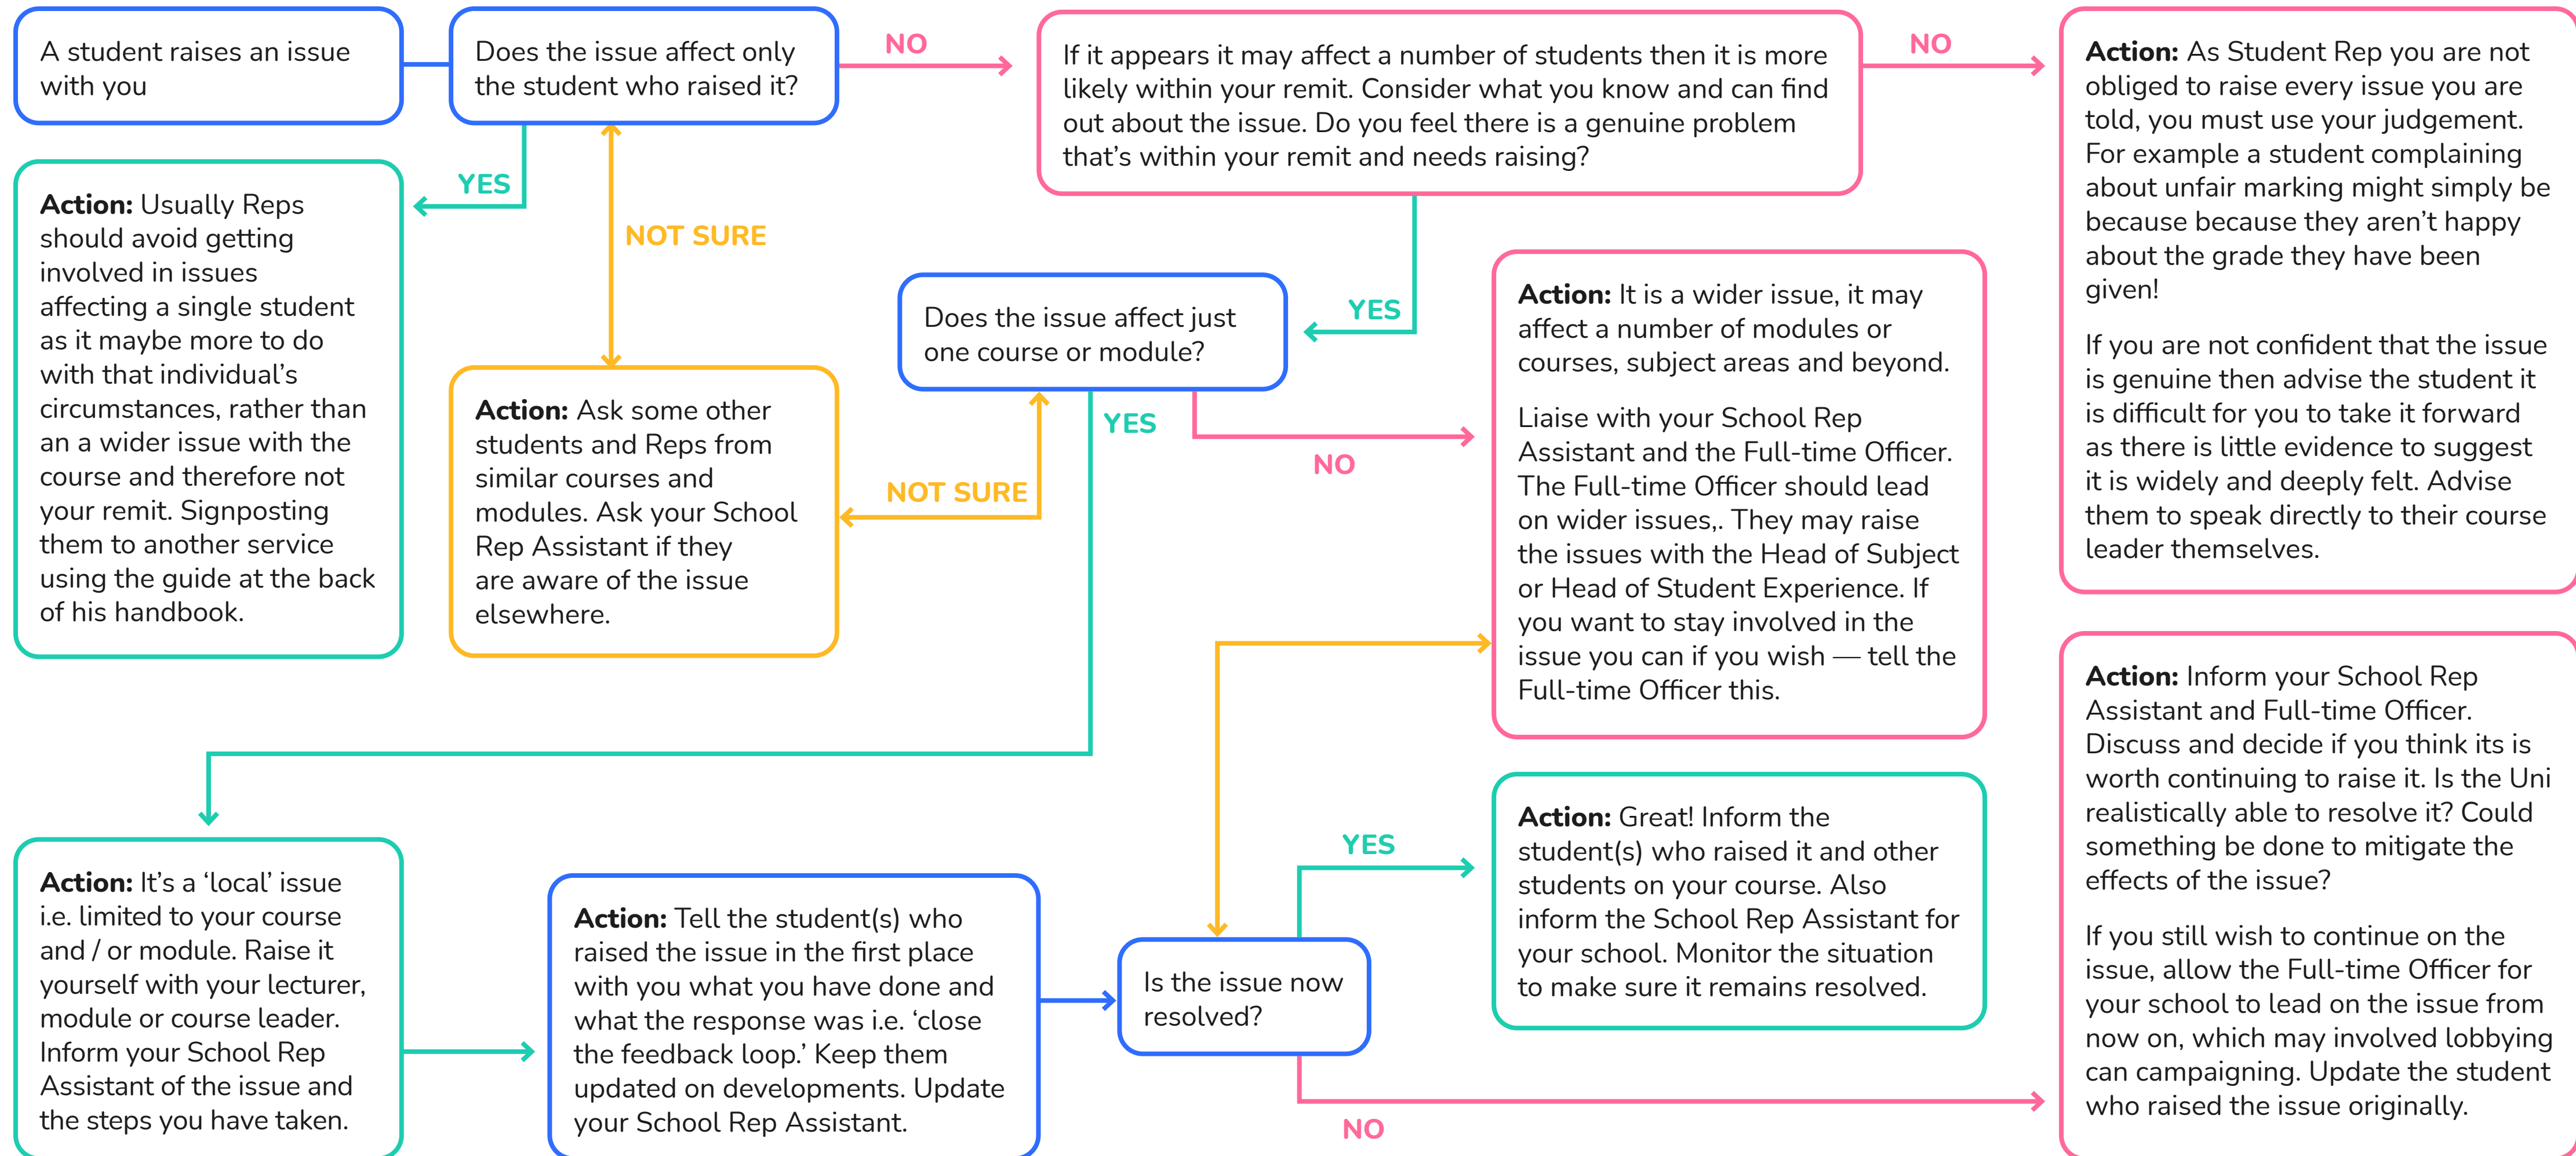 A student raises an issue
with you
Does the issue affect only
the student who raised it?
NO
If it appears it may affect a number of students then it is more
likely within your remit. Consider what you know and can find
out about the issue. Do you feel there is a genuine problem
that’s within your remit and needs raising?
NO
Action: As Student Rep you are not
obliged to raise every issue you are
told, you must use your judgement.
For example a student complaining
about unfair marking might simply be
because because they aren’t happy
about the grade they have been
given!
If you are not confident that the issue
is genuine then advise the student it
is difficult for you to take it forward
as there is little evidence to suggest
it is widely and deeply felt. Advise
them to speak directly to their course
leader themselves.
YES
Action: Usually Reps
should avoid getting
involved in issues
affecting a single student
as it maybe more to do
with that individual’s
circumstances, rather than
an a wider issue with the
course and therefore not
your remit. Signposting
them to another service
using the guide at the back
of his handbook.
NOT SURE
Action: Ask some other
students and Reps from
similar courses and
modules. Ask your School
Rep Assistant if they
are aware of the issue
elsewhere.
YES
Does the issue affect just
one course or module?
NOT SURE
YES
NO
Action: It is a wider issue, it may
affect a number of modules or
courses, subject areas and beyond.
Liaise with your School Rep
Assistant and the Full-time Officer.
The Full-time Officer should lead
on wider issues,. They may raise
the issues with the Head of Subject
or Head of Student Experience. If
you want to stay involved in the
issue you can if you wish — tell the
Full-time Officer this.
Action: It’s a ‘local’ issue
i.e. limited to your course
and / or module. Raise it
yourself with your lecturer,
module or course leader.
Inform your School Rep
Assistant of the issue and
the steps you have taken.
Action: Tell the student(s) who
raised the issue in the first place
with you what you have done and
what the response was i.e. ‘close
the feedback loop.’ Keep them
updated on developments. Update
your School Rep Assistant.
Is the issue now
resolved?
YES
Action: Great! Inform the
student(s) who raised it and other
students on your course. Also
inform the School Rep Assistant for
your school. Monitor the situation
to make sure it remains resolved.
NO
Action: Inform your School Rep
Assistant and Full-time Officer.
Discuss and decide if you think its is
worth continuing to raise it. Is the Uni
realistically able to resolve it? Could
something be done to mitigate the
effects of the issue?
If you still wish to continue on the
issue, allow the Full-time Officer for
your school to lead on the issue from
now on, which may involved lobbying
can campaigning. Update the student
who raised the issue originally.